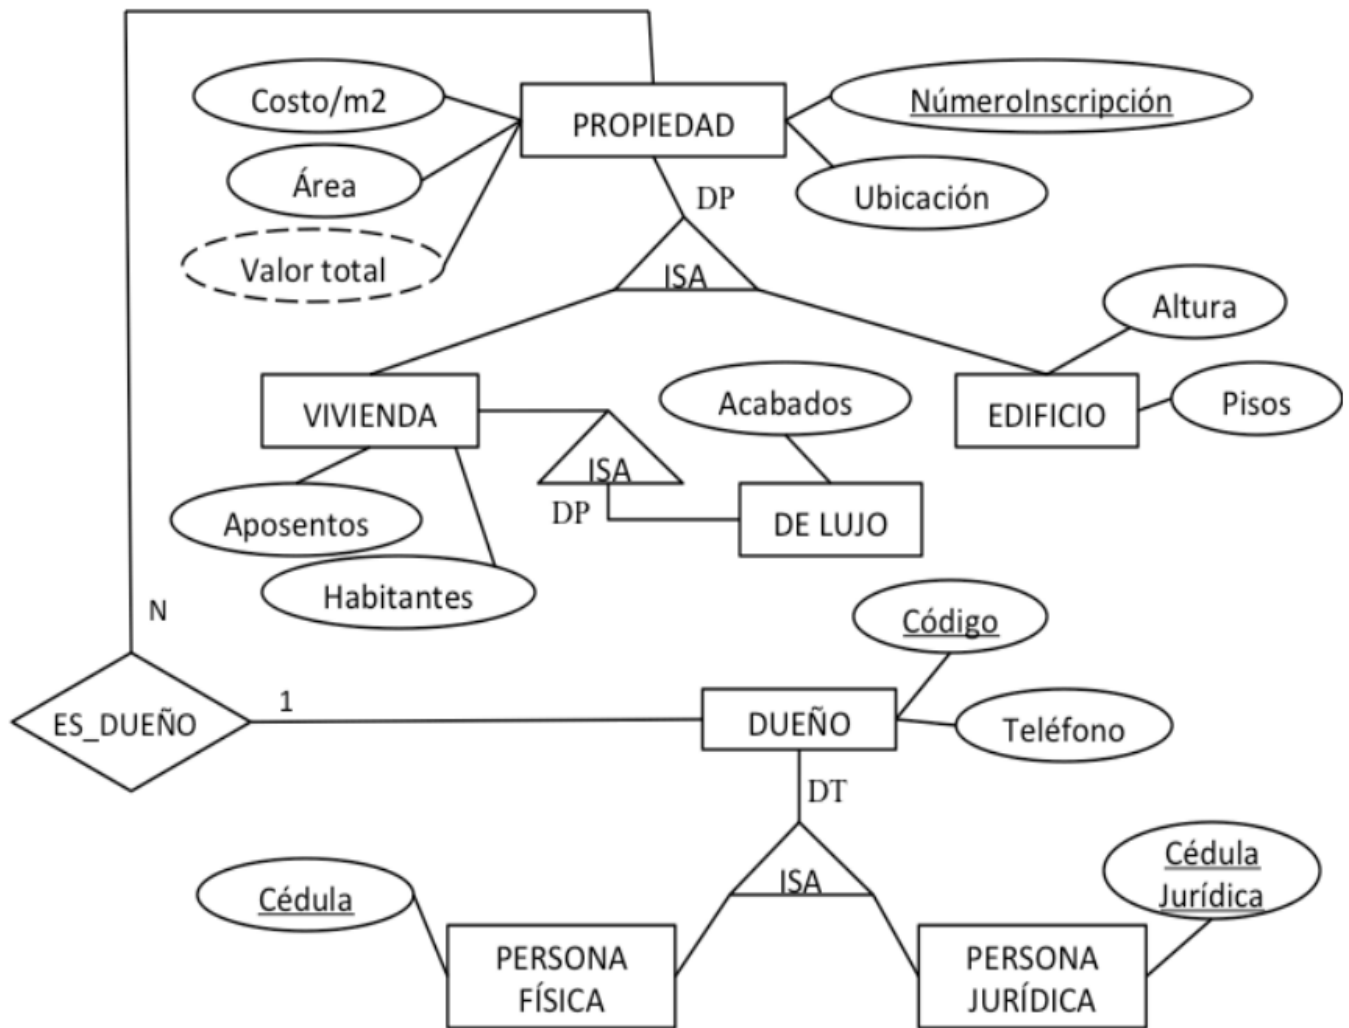 Costo/m2
PROPIEDAD
NúmeroInscripción
Área
DP
Ubicación
Valor total
ISA
Altura
VIVIENDA
Acabados
EDIFICIO
Pisos
ISA
Aposentos
DP
DE LUJO
Habitantes
N
Código
ES_DUEÑO
1
DUEÑO
Teléfono
DT
ISA
Cédula
Cédula
Jurídica
PERSONA
FÍSICA
PERSONA
JURÍDICA